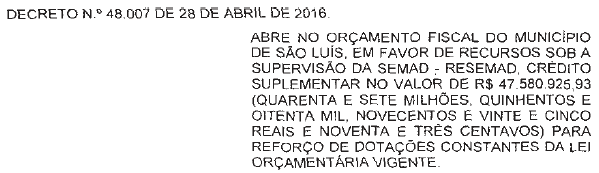 DECRETO N.º 48.007 DE 28 DE ABRIL DE 2016.
ABRE NO ORÇAMENTO FISCAL DO MUNICÍPIO
DE SÃO LUÍS, EM FAVOR DE RECURSOS SOB A
SUPERVISÃO DA SEMAD - RESEMAD, CRÉDITO
SUPLEMENTAR NO VALOR DE R$ 47.580.925,93
(QUARENTA E SETE MILHÕES, QUINHENTOS E
OITENTA MIL, NOVECENTOS E VINTE E CINCO
REAIS E NOVENTA E TRÊS CENTAVOS) PARA
REFORÇO DE DOTAÇÕES CONSTANTES DA LEI
ORÇAMENTÁRIA VIGENTE.